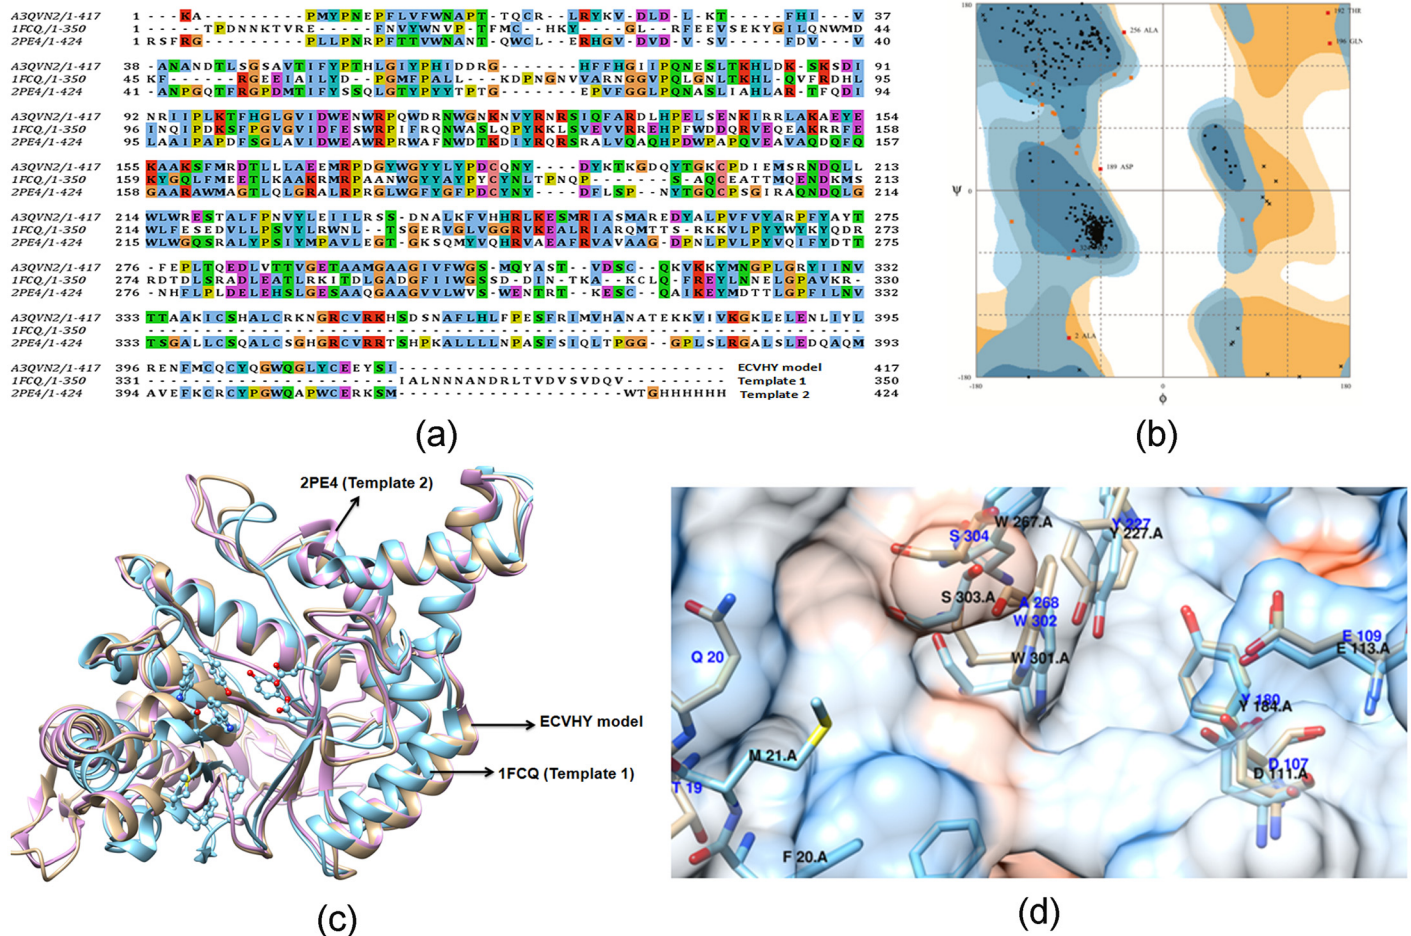 A3QVN2/1-417 1 ---KA---------PMYPNEPFLVFWNAPT-TQCR--LRYKV-DLD-L-KT-----FHI---V 37
1FCQ/1-350 1 -----TPDNNKTVRE----FNVYWNVP-TFMC--HKY---GL--RFEEVSEKYGILQNWMD 44
2PE4/1-424 1 RSFRG---------PLLPNRPFTTVWNANT-QWCL--ERHGV-DVD-V-SV-----FDV---V 40
A3QVN2/1-417 38 -ANANDTLSGSAVTIFYPTHLGIYPHIDDRG--------HFFHGIIPQNESLTKHLDK-SKSDI 91
1FCQ/1-350 45 KF-------RGEEIAILYD--PGMFPALL---KDPNGNVVARNGGVPQLGNLTKHLQ-VFRDHL 95
2PE4/1-424 41 -ANPGQTFRGPDMTIFYSSQLGTYPYYTPTG--------EPVFGGLPQNASLIAHLAR-TFQDI 94
A3QVN2/1-417 92 NRIIPLKTFHGLGVIDWENWRPQWDRNWGNKNVYRNRSIQFARDLHPELSENKIRRLAKAEYE 154
1FCQ/1-350 96 INQIPDKSFPGVGVIDFESWRPIFRQNWASLQPYKKLSVEVVRREHPFWDDQRVEQEAKRRFE 158
2PE4/1-424 95 LAAIPAPDFSGLAVIDWEAWRPRWAFNWDTKDIYRQRSRALVQAQHPDWPAPQVEAVAQDQFQ 157
A3QVN2/1-417 155 KAAKSFMRDTLLLAEEMRPDGYWGYYLYPDCQNY-----DYKTKGDQYTGKCPDIEMSRNDQLL 213
1FCQ/1-350 159 KYGQLFMEETLKAAKRMRPAANWGYYAYPYCYNLTPNQP---------S-AQCEATTMQENDKMS 213
2PE4/1-424 158 GAARAWMAGTLQLGRALRPRGLWGFYGFPDCYNY-----DFLSP--NYTGQCPSGIRAQNDQLG 214
A3QVN2/1-417 214 WLWRESTALFPNVYLEIILRSS-DNALKFVHHRLKESMRIASMAREDYALPVFVYARPFYAYT 275
1FCQ/1-350 214 WLFESEDVLLPSVYLRWNL-TSGERVGLVGGRVKEALRIARQMTTS-RKKVLPYYWYKYQDRR 273
2PE4/1-424 215 WLWGQSRALYPSIYMPAVLEGT-GKSQMYVQHRVAEAFRVAVAAG-DPNLPVLPYVQIFYDTT 275
A3QVN2/1-417 276 -FEPLTQEDLVTTVGETAAMGAAGIVFWGSS-MQYAST--VDSC--QKVKKYMNGPLGRYIINV 332
1FCQ/1-350 274 RDTDLSRADLEATLRKITDLGADGFIIWGSSD-DIN-TKA--KCLQ-FREYLNNELGPAVKR- 330
2PE4/1-424 276 -NHFLPLDELEHSLGESAAQGAAGVVLWVS-WENTRT--KESC--QAIKEYMDTTLGPFILNV 332
A3QVN2/1-417 333 TTAAKICSHALCRKNGRCVRKHSDSNAFLHLFPESFRIMVHANATEKKVIVKGKLELENLIYL 395
1FCQ/1-350 ---------------------------------------------------------------
2PE4/1-424 333 TSGALLCSQALCSGHGRCVRRTSHPKALLLLNPASFSIQLTPGG--GPLSLRGALSLEDQAQM 393
A3QVN2/1-417 396 RENFMCQCYQGWQGLYCEEYSI--------------------------------- ECVHY model 417
1FCQ/1-350 331 ----------------------IALNNNANDRLTVDVSVDQV---------- Template 1 350
2PE4/1-424 394 AVEFKCRCYPGWQAPWCERKSM--------------------WTGHHHHHH Template 2 424
(a)
180
192 THR
256 ALA
196 GLN
189 ASP
ψ
0
2 ALA
-180
-180 0 180
ϕ
(b)
2PE4 (Template 2)
ECVHY model
1FCQ (Template 1)
(c)
W 267.A
S 304
Y 227
Y 227.A
S 303.A
A 268
W 302
Q 20
W 301.A
E 109
E 113.A
Y 180
Y 184.A
M 21.A
D 107
D 111.A
T 19
F 20.A
(d)